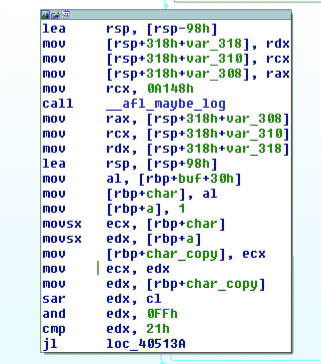 lea rsp, [rsp-98h]
mov [rsp+318h+var_318], rdx
mov [rsp+318h+var_310], rcx
mov [rsp+318h+var_308], rax
mov rcx, 0A148h
call __afl_maybe_log
mov rax, [rsp+318h+var_308]
mov rcx, [rsp+318h+var_310]
mov rdx, [rsp+318h+var_318]
lea rsp, [rsp+98h]
mov al, [rbp+buf+30h]
mov [rbp+char], al
mov [rbp+a], 1
movsx ecx, [rbp+char]
movsx edx, [rbp+a]
mov [rbp+char_copy], ecx
mov ecx, edx
mov edx, [rbp+char_copy]
sar edx, cl
and edx, 0FFh
cmp edx, 21h
jl loc_40513A